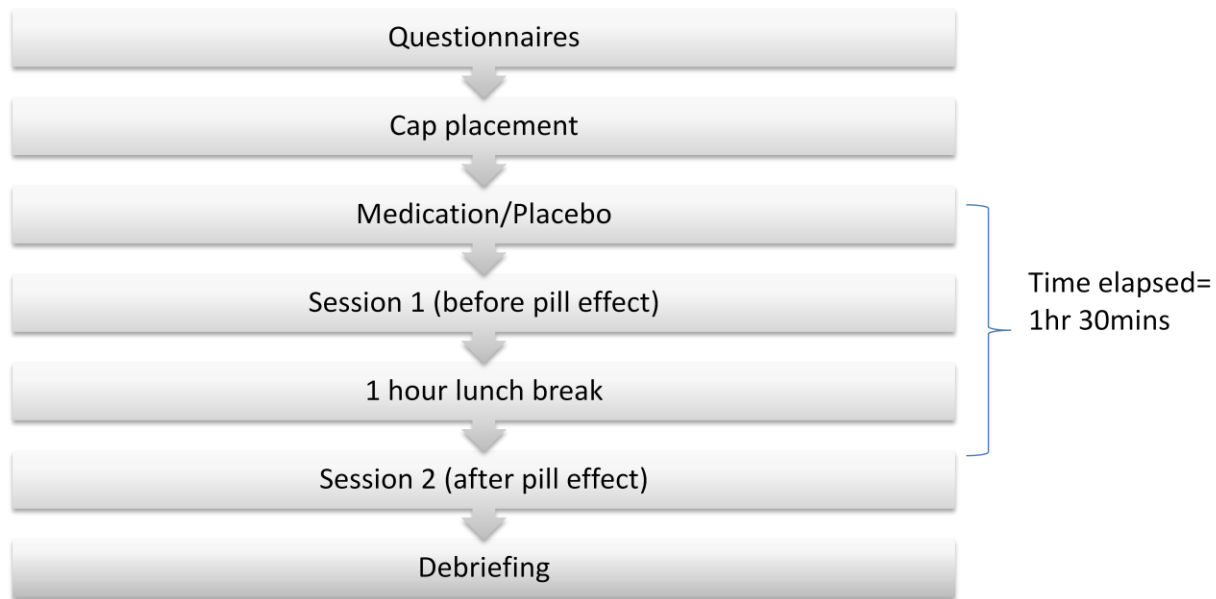 Questionnaires
Cap placement
Medication/Placebo
Session 1 (before pill effect)
1 hour lunch break
Session 2 (after pill effect)
Debriefing
Time elapsed=
1hr 30mins